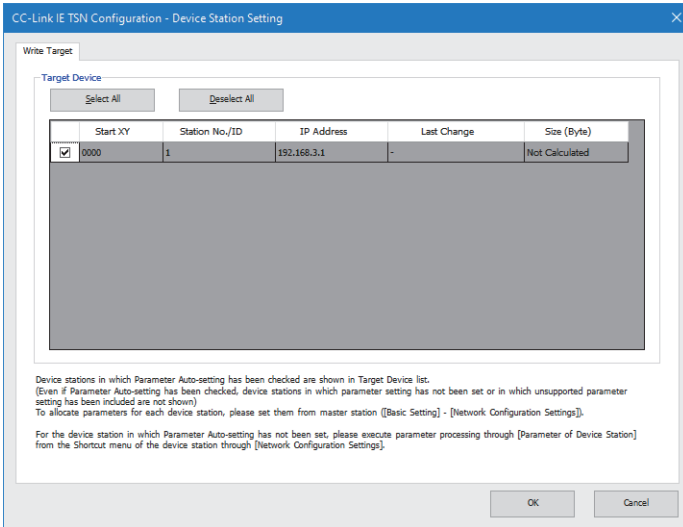 CC-Link IE TSN Configuration - Device Station Setting
Write Target
Target Device
Select All Deselect All
Start XY Station No./ID IP Address Last Change Size (Byte)
0000 1 192.168.3.1 - Not Calculated
Device stations in which Parameter Auto-setting has been checked are shown in Target Device list.
(Even if Parameter Auto-setting has been checked, device stations in which parameter setting has not been set or in which unsupported parameter
setting has been included are not shown)
To allocate parameters for each device station, please set them from master station ([Basic Setting] - [Network Configuration Settings]).
For the device station in which Parameter Auto-setting has not been set, please execute parameter processing through [Parameter of Device Station]
from the Shortcut menu of the device station through [Network Configuration Settings].
OK Cancel